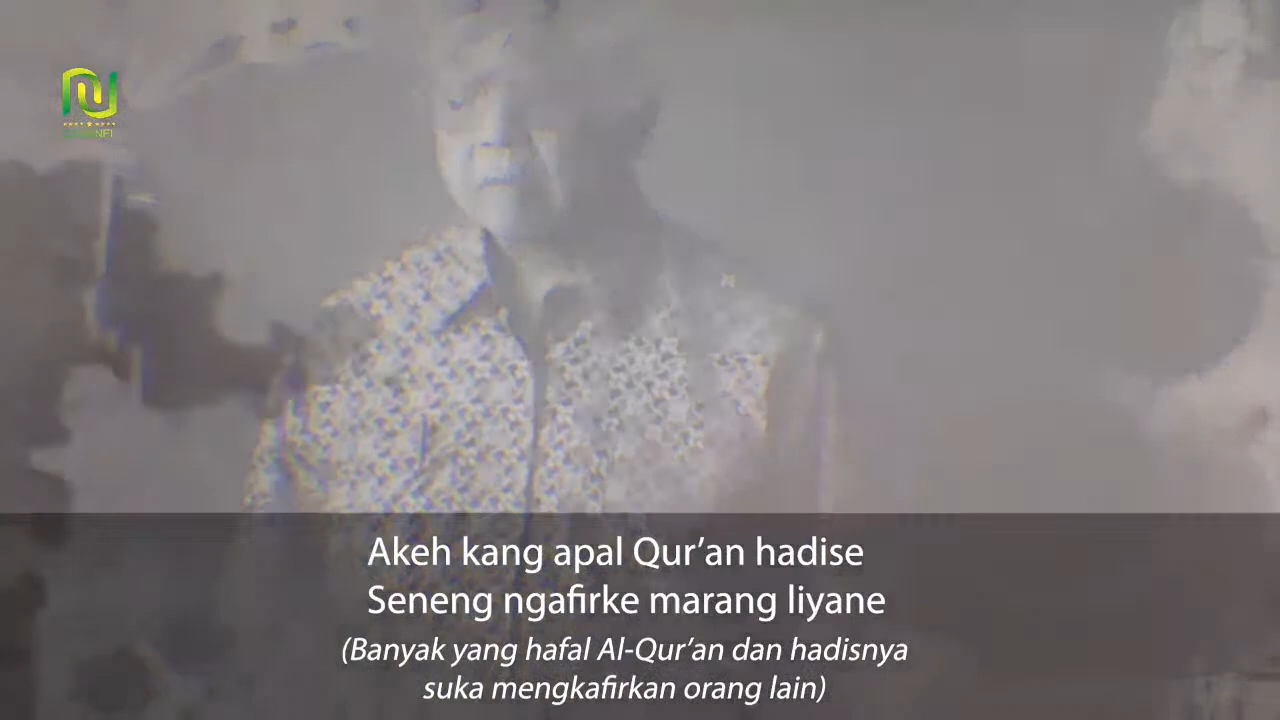 Akeh kang apal Qur’an hadise
Seneng ngafirke marang liyane
(Banyak yang hafal Al-Qur’an dan hadisnya
suka mengkafirkan orang lain)